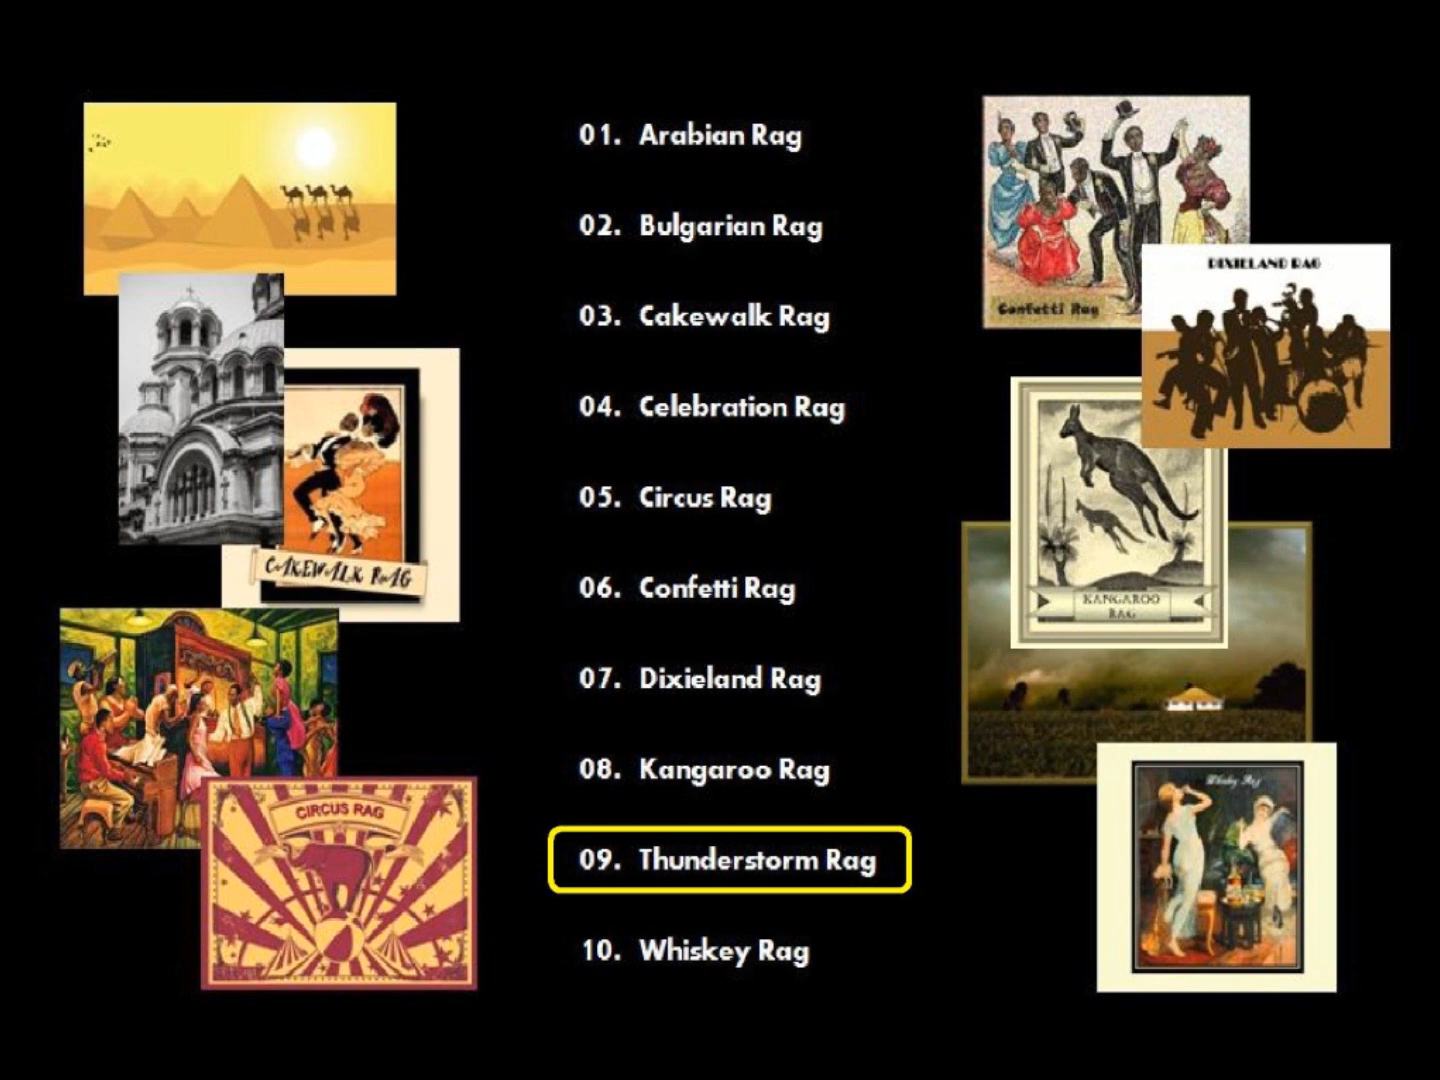 01. Arabian Rag
02. Bulgarian Rag
03. Cakewalk Rag
04. Celebration Rag
05. Circus Rag
06. Confetti Rag
07. Dixieland Rag
08. Kangaroo Rag
09. Thunderstorm Rag
10. Whiskey Rag
CAKEWALK RAG
CIRCUS RAG
Confetti Rag
DIXIELAND RAG
KANGAROO
RAG
Whiskey Rag